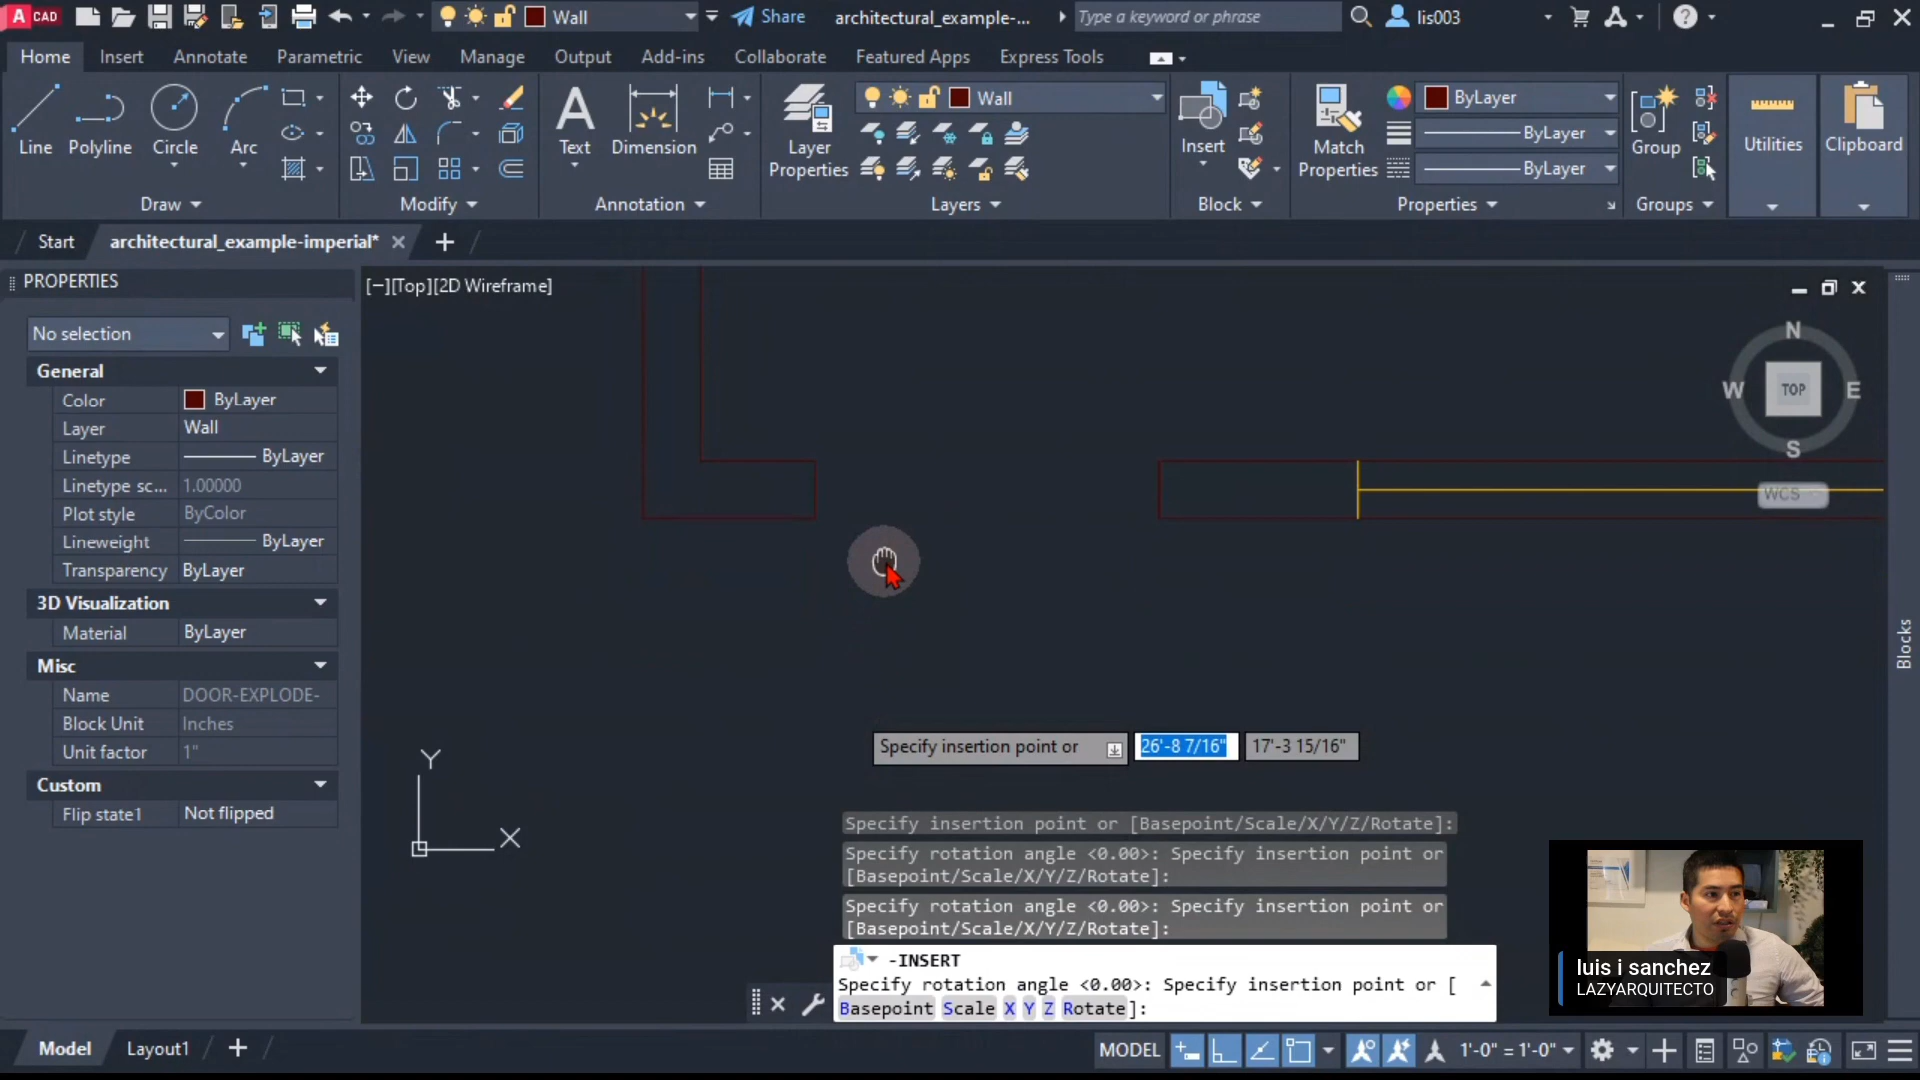 A CAD
Wall
Share
architectural_example-...
Type a keyword or phrase
lis003
Home
Insert
Annotate
Parametric
View
Manage
Output
Add-ins
Collaborate
Featured Apps
Express Tools
Line
Polyline
Circle
Arc
Text
Dimension
Layer
Properties
Wall
Insert
Match
Properties
ByLayer
ByLayer
ByLayer
Group
Utilities
Clipboard
Draw
Modify
Annotation
Layers
Block
Properties
Groups
Start
architectural_example-imperial*
PROPERTIES
No selection
General
Color ByLayer
Layer Wall
Linetype ByLayer
Linetype sc... 1.00000
Plot style ByColor
Lineweight ByLayer
Transparency ByLayer
3D Visualization
Material ByLayer
Misc
Name DOOR-EXPLODE-
Block Unit Inches
Unit factor 1"
Custom
Flip state1 Not flipped
[−][Top][2D Wireframe]
N
W TOP E
S
WCS
Blocks
Y
X
Specify insertion point or 26'-8 7/16" 17'-3 15/16"
Specify insertion point or [Basepoint/Scale/X/Y/Z/Rotate]:
Specify rotation angle <0.00>: Specify insertion point or
[Basepoint/Scale/X/Y/Z/Rotate]:
Specify rotation angle <0.00>: Specify insertion point or
[Basepoint/Scale/X/Y/Z/Rotate]:
-INSERT
Specify rotation angle <0.00>: Specify insertion point or [
Basepoint Scale X Y Z Rotate]:
luis i sanchez
LAZYARQUITECTO
Model
Layout1
MODEL
1'-0" = 1'-0"